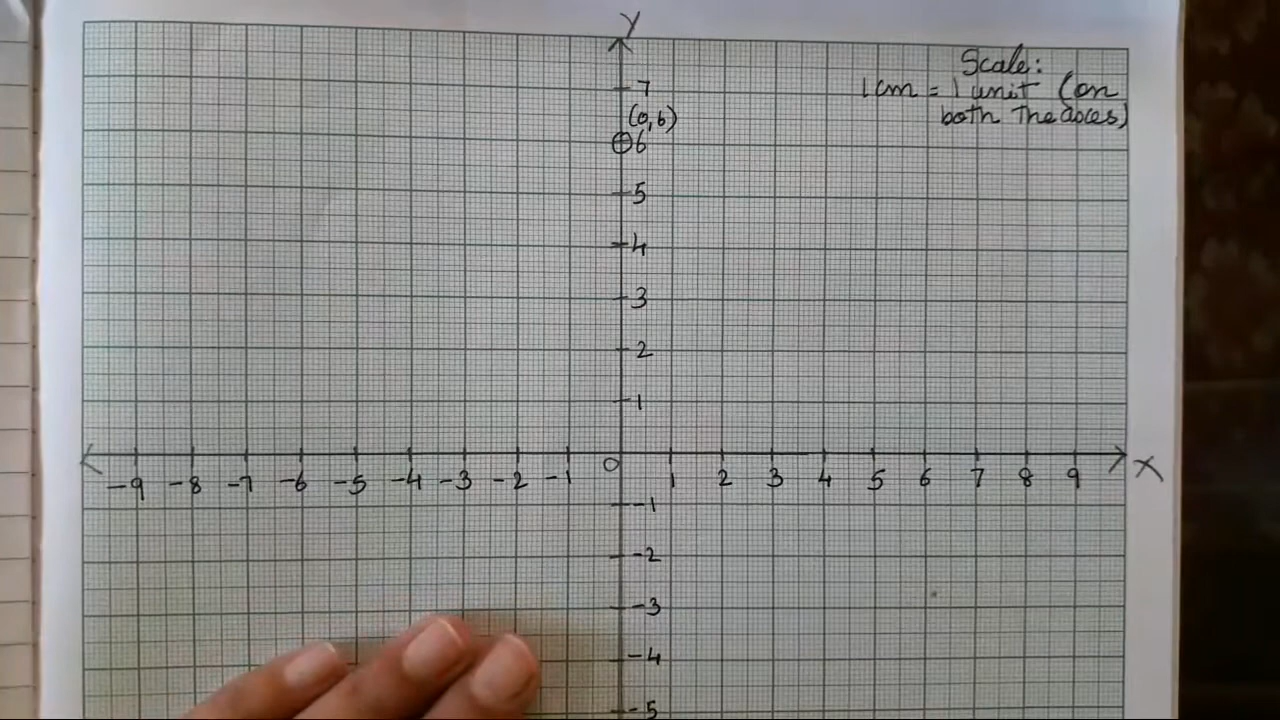 Y
Scale:
1 cm = 1 unit (on
both the axes)
7
(0,6)
6
5
4
3
2
1
-9 -8 -7 -6 -5 -4 -3 -2 -1 0 1 2 3 4 5 6 7 8 9 X
-1
-2
-3
-4
-5